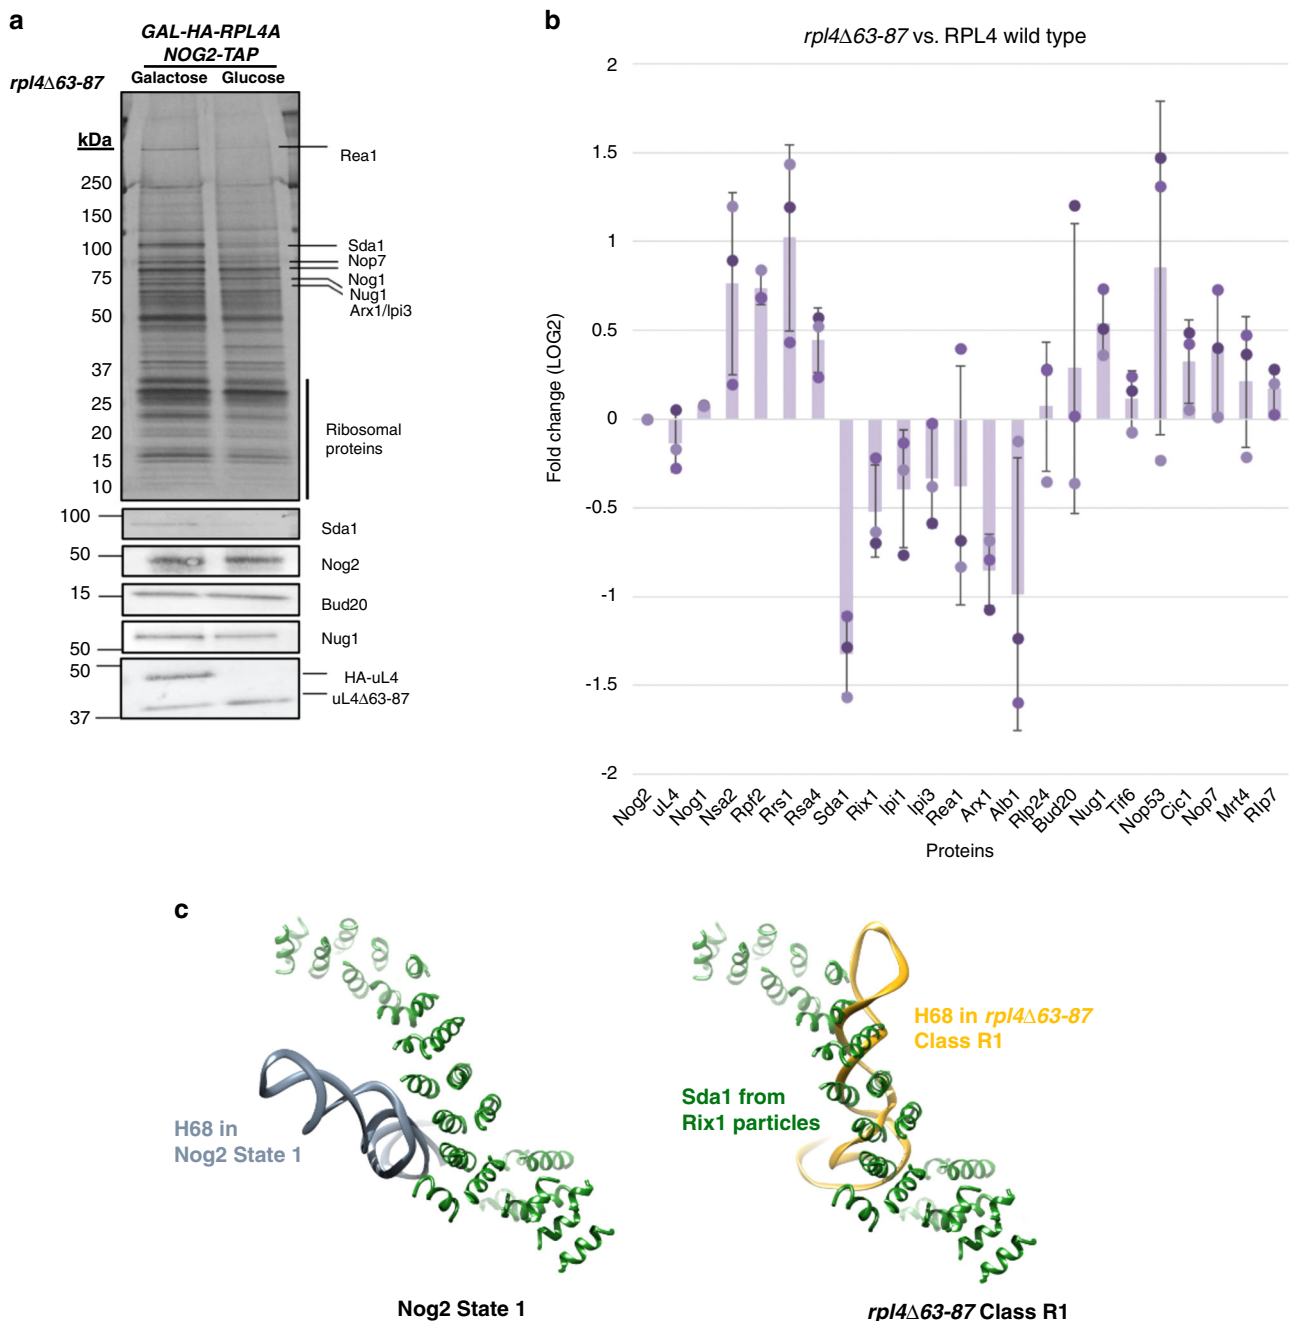 a
GAL-HA-RPL4A
NOG2-TAP
rpl4Δ63-87
Galactose Glucose
kDa
250
150
100
75
50
37
25
20
15
10
Rea1
Sda1
Nop7
Nog1
Nug1
Arx1/Ipi3
Ribosomal
proteins
100
Sda1
50
Nog2
15
Bud20
50
Nug1
50
37
HA-uL4
uL4Δ63-87
b
rpl4Δ63-87 vs. RPL4 wild type
Fold change (LOG2)
2
1.5
1
0.5
0
-0.5
-1
-1.5
-2
Nog2
uL4
Nog1
Nsa2
Rpf2
Rrs1
Rsa4
Sda1
Rix1
Ipi1
Ipi3
Rea1
Arx1
Alb1
Rlp24
Bud20
Nug1
Tif6
Nop53
Cic1
Nop7
Mrt4
Rlp7
Proteins
c
H68 in
Nog2 State 1
Nog2 State 1
H68 in rpl4Δ63-87
Class R1
Sda1 from
Rix1 particles
rpl4Δ63-87 Class R1